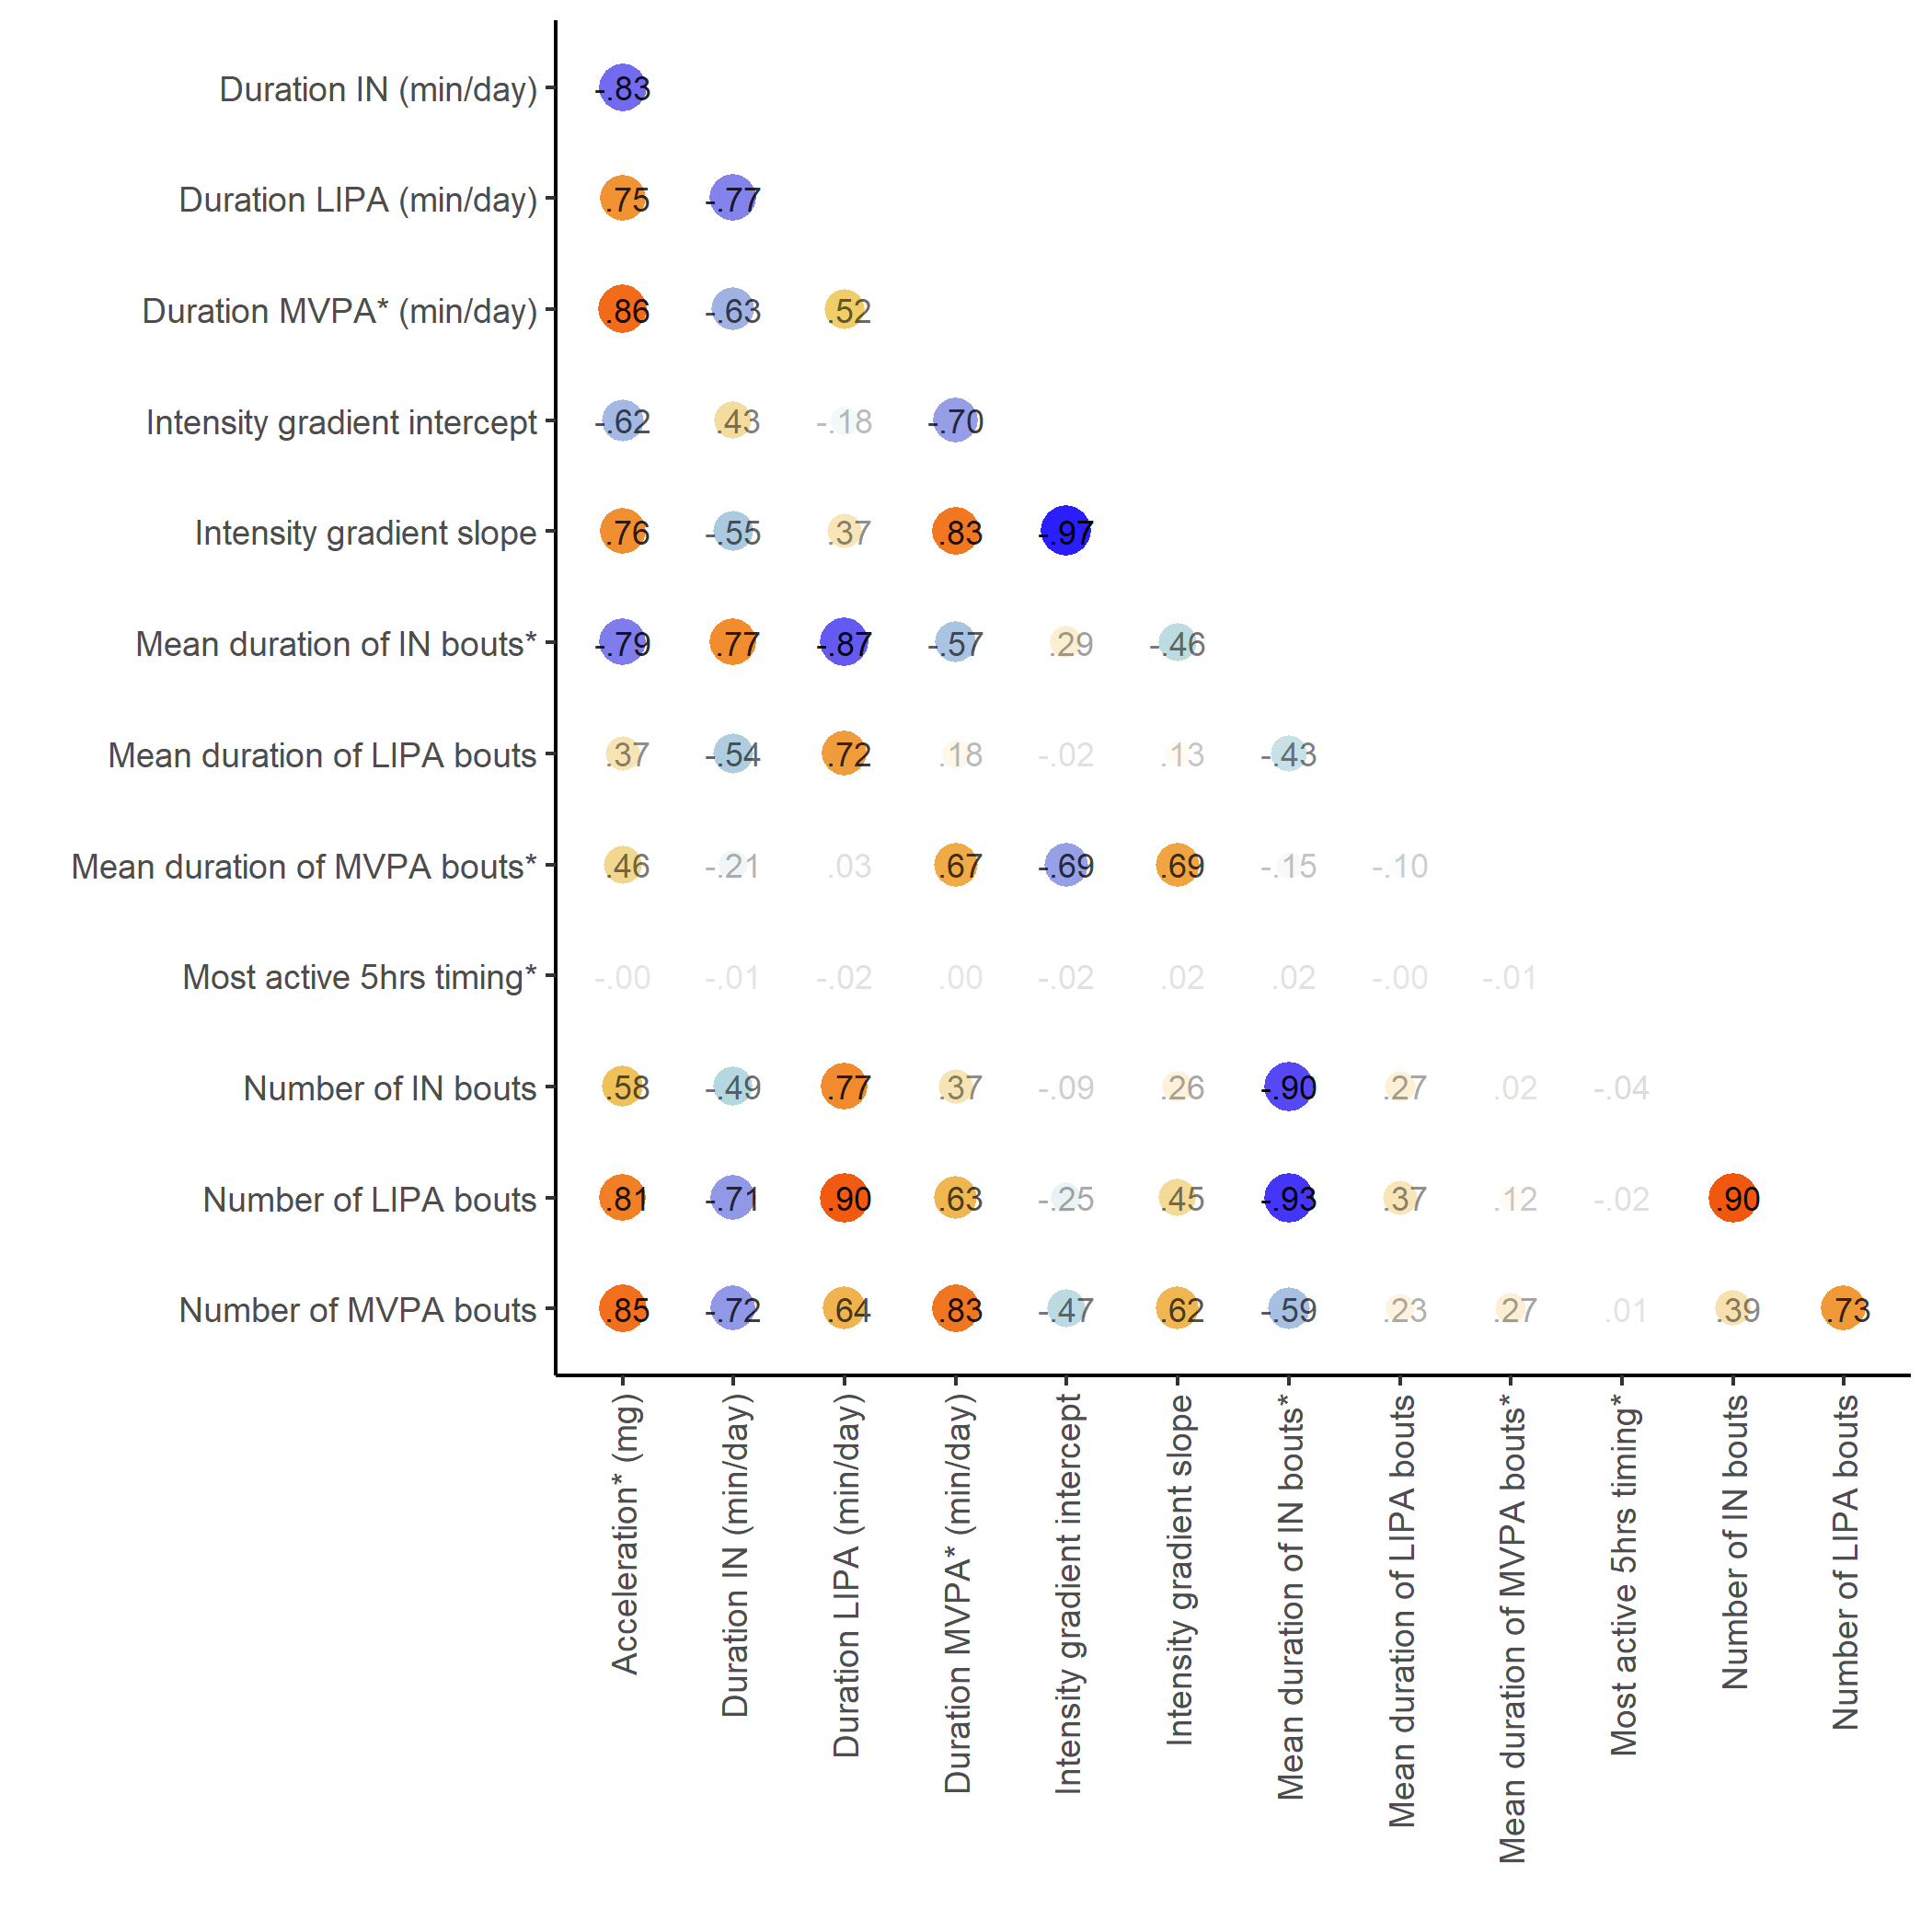 Duration IN (min/day) -.83
Duration LIPA (min/day) .75 -.77
Duration MVPA* (min/day) .86 -.63 .52
Intensity gradient intercept -.62 .43 -.18 -.70
Intensity gradient slope .76 -.55 .37 .83 -.97
Mean duration of IN bouts* -.79 .77 -.87 -.57 .29 -.46
Mean duration of LIPA bouts .37 -.54 .72 .18 -.02 .13 -.43
Mean duration of MVPA bouts* .46 -.21 .03 .67 -.69 .69 -.15 -.10
Most active 5hrs timing* -.00 -.01 -.02 .00 -.02 .02 .02 -.00 -.01
Number of IN bouts .58 -.49 .77 .37 -.09 .26 -.90 .27 .02 -.04
Number of LIPA bouts .81 -.71 .90 .63 -.25 .45 -.93 .37 .12 -.02 .90
Number of MVPA bouts .85 -.72 .64 .83 -.47 .62 -.59 .23 .27 .01 .39 .73
Acceleration* (mg)
Duration IN (min/day)
Duration LIPA (min/day)
Duration MVPA* (min/day)
Intensity gradient intercept
Intensity gradient slope
Mean duration of IN bouts*
Mean duration of LIPA bouts
Mean duration of MVPA bouts*
Most active 5hrs timing*
Number of IN bouts
Number of LIPA bouts